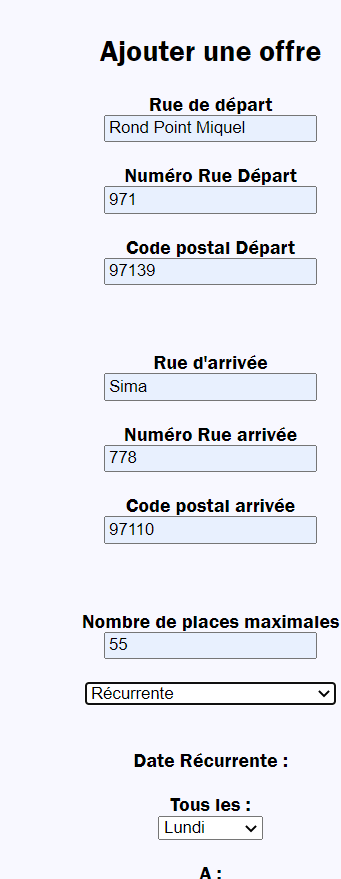 Ajouter une offre
Rue de départ
Rond Point Miquel
Numéro Rue Départ
971
Code postal Départ
97139
Rue d'arrivée
Sima
Numéro Rue arrivée
778
Code postal arrivée
97110
Nombre de places maximales
55
Récurrente
Date Récurrente :
Tous les :
Lundi
A :